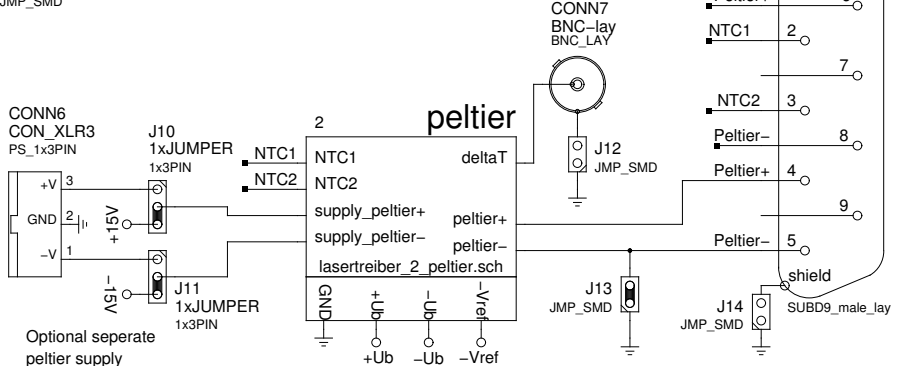 JMP_SMD
CONN7
BNC−lay
BNC_LAY
NTC1
2
7
NTC2
3
Peltier−
8
Peltier+
4
9
Peltier−
5
shield
SUBD9_male_lay
J14
JMP_SMD
CONN6
CON_XLR3
PS_1x3PIN
+V
3
GND
2
−V
1
J10
1xJUMPER
1x3PIN
+15V
−15V
J11
1xJUMPER
1x3PIN
Optional seperate
peltier supply
NTC1
NTC2
2
peltier
NTC1
NTC2
supply_peltier+
supply_peltier−
deltaT
peltier+
peltier−
lasertreiber_2_peltier.sch
GND
+Ub
−Ub
−Vref
+Ub
−Ub
−Vref
J12
JMP_SMD
J13
JMP_SMD